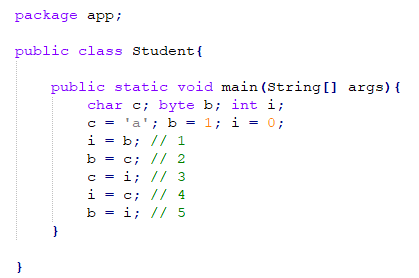 package app;
public class Student{
public static void main(String[] args){
char c; byte b; int i;
c = 'a'; b = 1; i = 0;
i = b; // 1
b = c; // 2
c = i; // 3
i = c; // 4
b = i; // 5
}
}